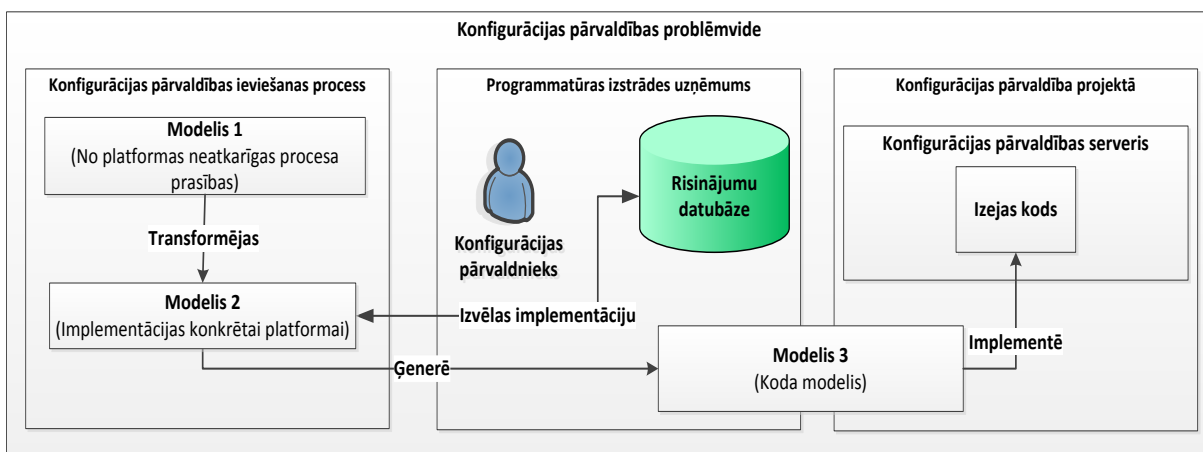 Konfigurācijas pārvaldības problēmvide
Konfigurācijas pārvaldības ieviešanas process
Modelis 1
(No platformas neatkarīgas procesa
prasības)
Transformējas
Modelis 2
(Implementācijas konkrētai platformai)
Ģenerē
Programmatūras izstrādes uzņēmums
Konfigurācijas
pārvaldnieks
Risinājumu
datubāze
Izvēlas implementāciju
Modelis 3
(Koda modelis)
Konfigurācijas pārvaldība projektā
Konfigurācijas pārvaldības serveris
Izejas kods
Implementē